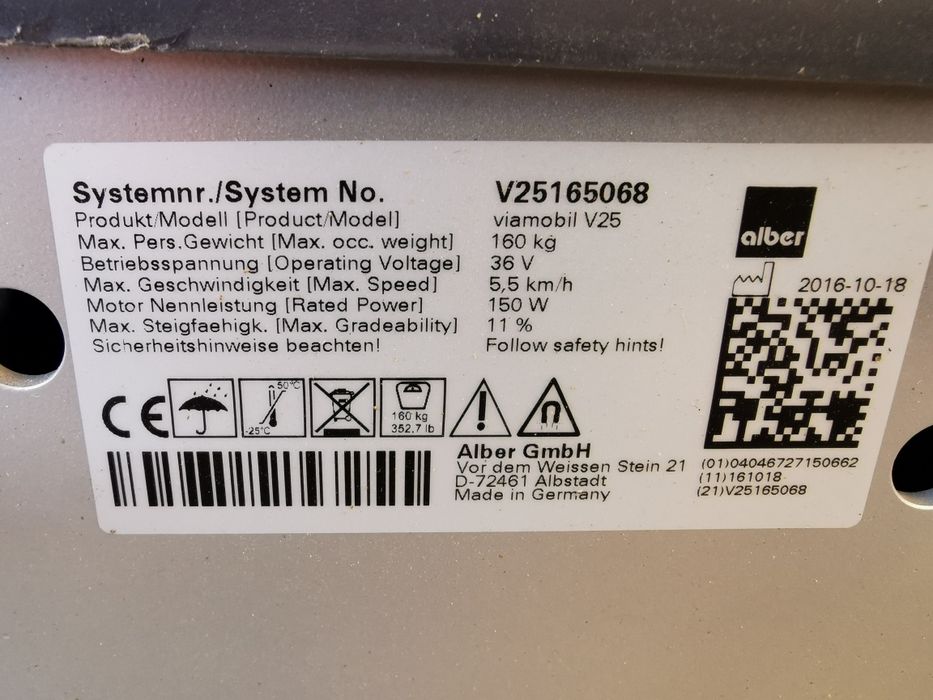 Systemnr./System No. V25165068
Produkt/Modell [Product/Model] viamobil V25
Max. Pers.Gewicht [Max. occ. weight] 160 kg
Betriebsspannung [Operating Voltage] 36 V
Max. Geschwindigkeit [Max. Speed] 5,5 km/h
Motor Nennleistung [Rated Power] 150 W
Max. Steigfaehigk. [Max. Gradeability] 11 %
Sicherheitshinweise beachten! Follow safety hints!
alber
2016-10-18
CE
50°C
-25°C
160 kg
352,7 lb
Alber GmbH
Vor dem Weissen Stein 21
D-72461 Albstadt
Made in Germany
(01)04046727150662
(11)161018
(21)V25165068